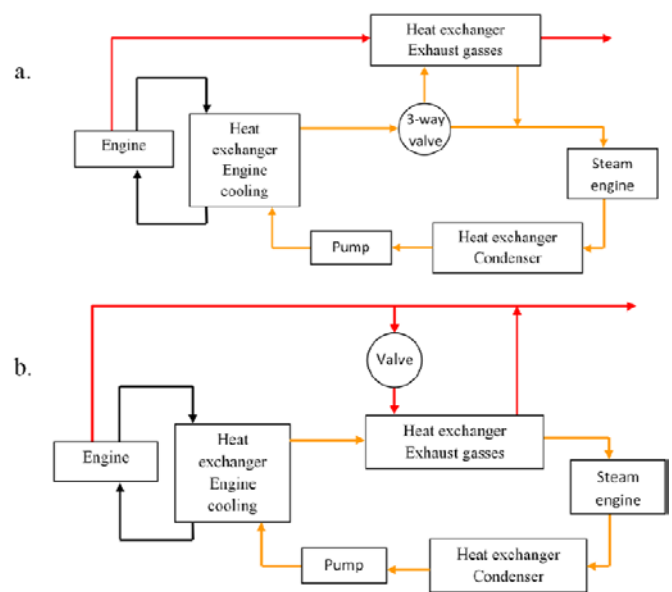 a.
Heat exchanger
Exhaust gasses
3-way
valve
Engine
Heat
exchanger
Engine
cooling
Steam
engine
Pump
Heat exchanger
Condenser
b.
Valve
Heat exchanger
Exhaust gasses
Engine
Heat
exchanger
Engine
cooling
Steam
engine
Pump
Heat exchanger
Condenser